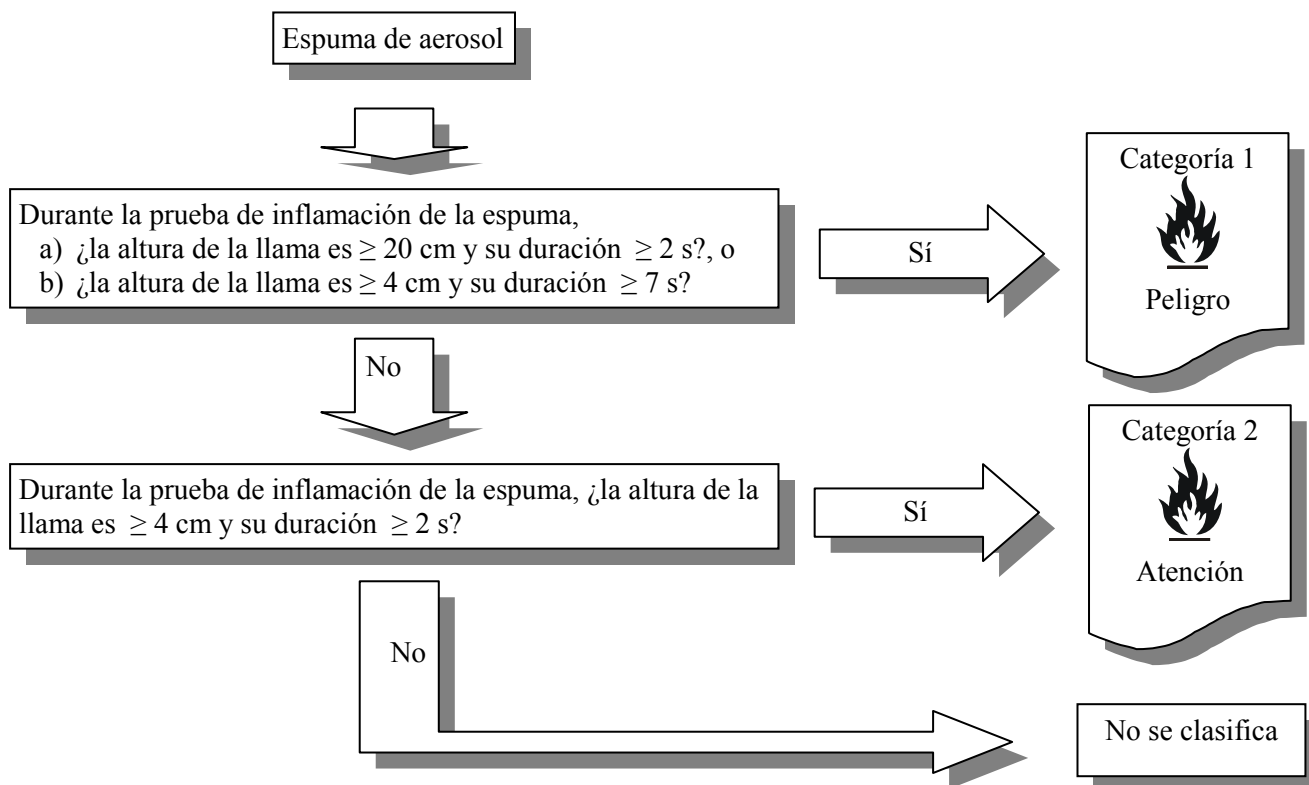 Espuma de aerosol
Durante la prueba de inflamación de la espuma,
a) ¿la altura de la llama es ≥ 20 cm y su duración ≥ 2 s?, o
b) ¿la altura de la llama es ≥ 4 cm y su duración ≥ 7 s?
Sí
Categoría 1
Peligro
No
Durante la prueba de inflamación de la espuma, ¿la altura de la
llama es ≥ 4 cm y su duración ≥ 2 s?
Sí
Categoría 2
Atención
No
No se clasifica